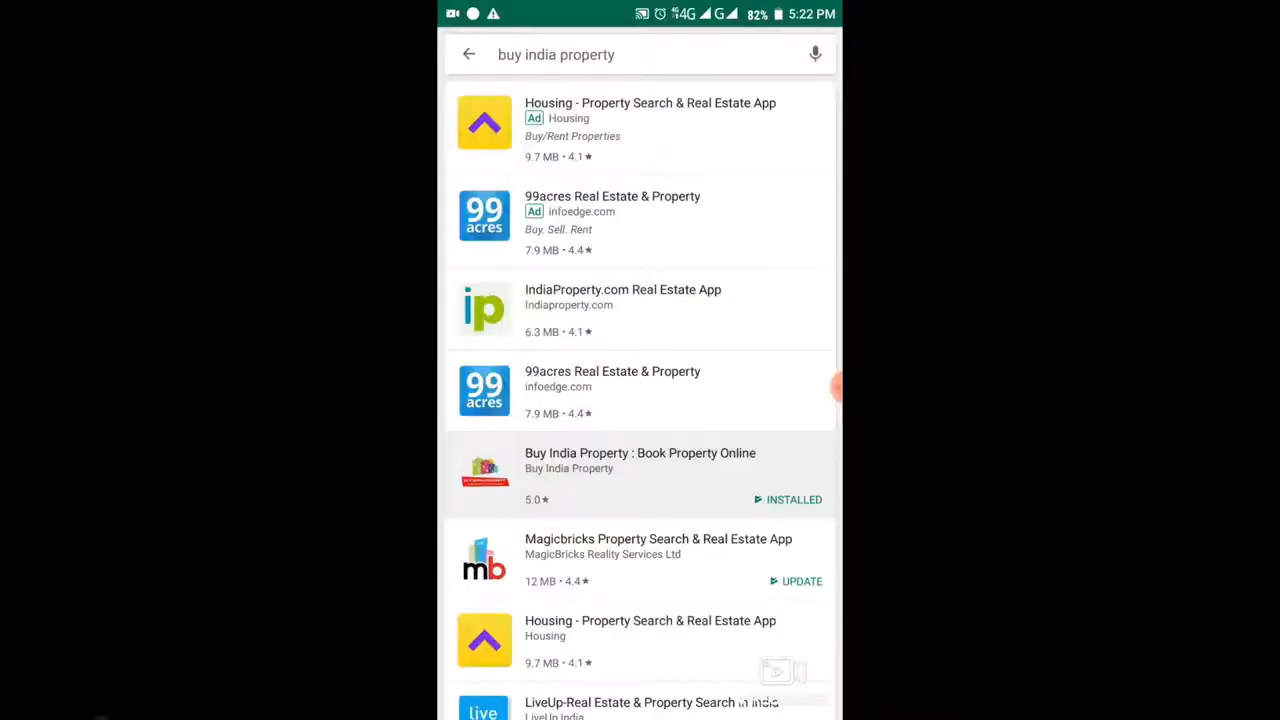 4G G 82% 5:22 PM
buy india property
Housing - Property Search & Real Estate App
Ad Housing
Buy/Rent Properties
9.7 MB • 4.1★
99 acres
99acres Real Estate & Property
Ad infoedge.com
Buy. Sell. Rent
7.9 MB • 4.4★
ip
IndiaProperty.com Real Estate App
Indiaproperty.com
6.3 MB • 4.1★
99 acres
99acres Real Estate & Property
infoedge.com
7.9 MB • 4.4★
Buy India Property : Book Property Online
Buy India Property
5.0★ INSTALLED
mb
Magicbricks Property Search & Real Estate App
MagicBricks Reality Services Ltd
12 MB • 4.4★ UPDATE
Housing - Property Search & Real Estate App
Housing
9.7 MB • 4.1★
live
LiveUp-Real Estate & Property Search in India
LiveUp India